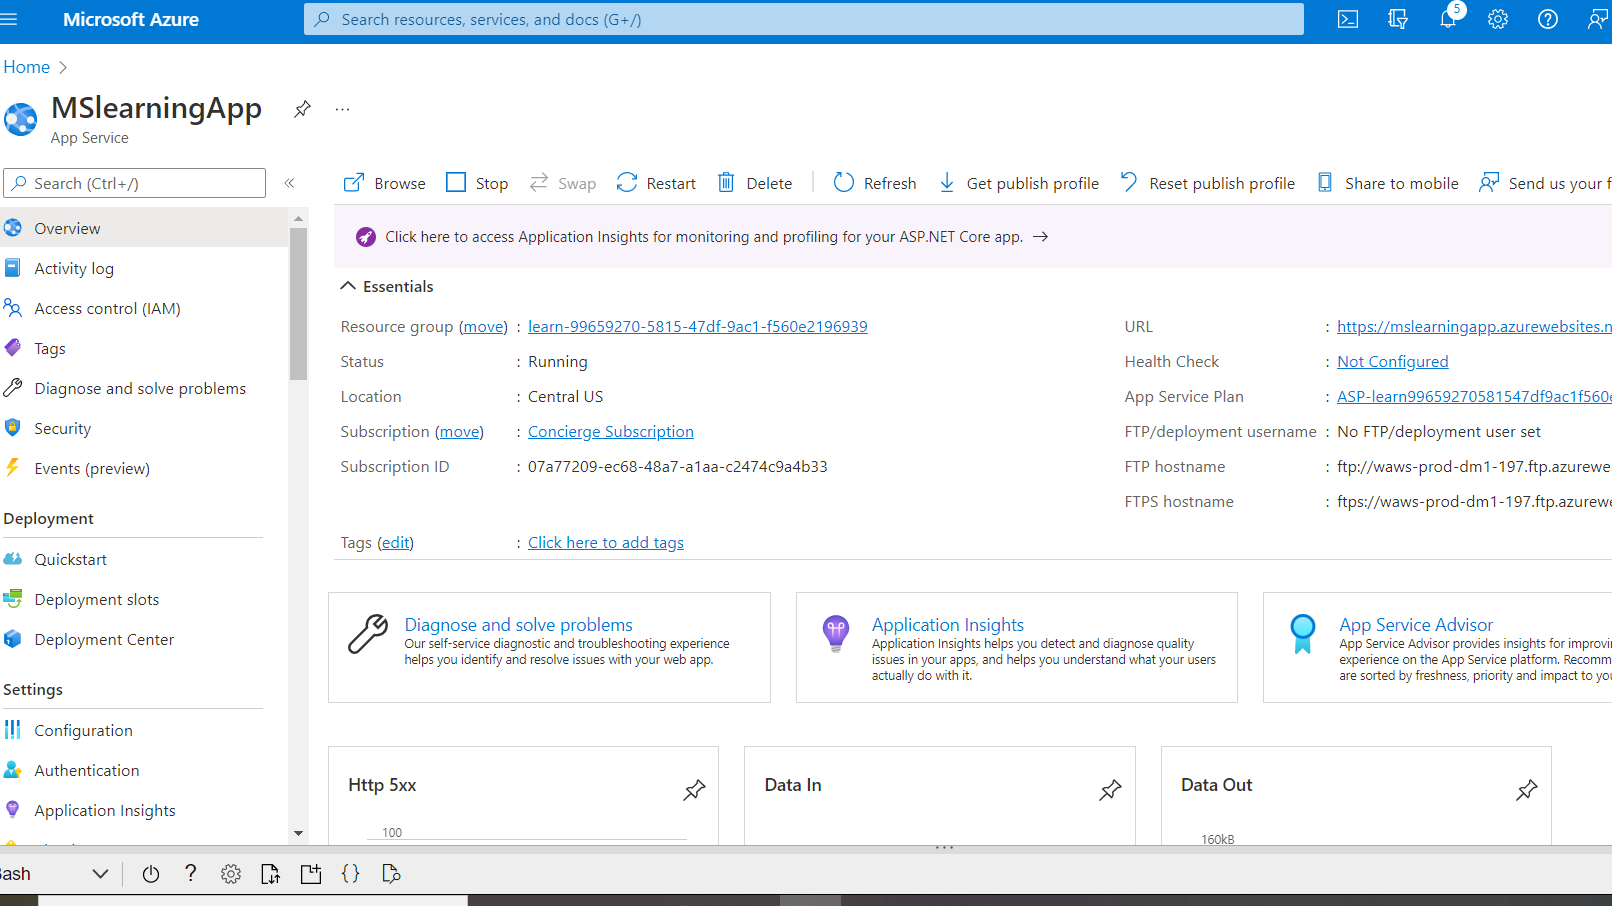 Microsoft Azure
Search resources, services, and docs (G+/)
5
Home
MSlearningApp
...
App Service
Search (Ctrl+/)
«
Browse
Stop
Swap
Restart
Delete
Refresh
Get publish profile
Reset publish profile
Share to mobile
Send us your f
Overview
Activity log
Access control (IAM)
Tags
Diagnose and solve problems
Security
Events (preview)
Deployment
Quickstart
Deployment slots
Deployment Center
Settings
Configuration
Authentication
Application Insights
Click here to access Application Insights for monitoring and profiling for your ASP.NET Core app. →
Essentials
Resource group (move) : learn-99659270-5815-47df-9ac1-f560e2196939
Status : Running
Location : Central US
Subscription (move) : Concierge Subscription
Subscription ID : 07a77209-ec68-48a7-a1aa-c2474c9a4b33
URL : https://mslearningapp.azurewebsites.n
Health Check : Not Configured
App Service Plan : ASP-learn99659270581547df9ac1f560e
FTP/deployment username : No FTP/deployment user set
FTP hostname : ftp://waws-prod-dm1-197.ftp.azurewe
FTPS hostname : ftps://waws-prod-dm1-197.ftp.azurew
Tags (edit) : Click here to add tags
Diagnose and solve problems
Our self-service diagnostic and troubleshooting experience
helps you identify and resolve issues with your web app.
Application Insights
Application Insights helps you detect and diagnose quality
issues in your apps, and helps you understand what your users
actually do with it.
App Service Advisor
App Service Advisor provides insights for improvi
experience on the App Service platform. Recomm
are sorted by freshness, priority and impact to you
Http 5xx
100
Data In
Data Out
160kB
Bash
?
{}